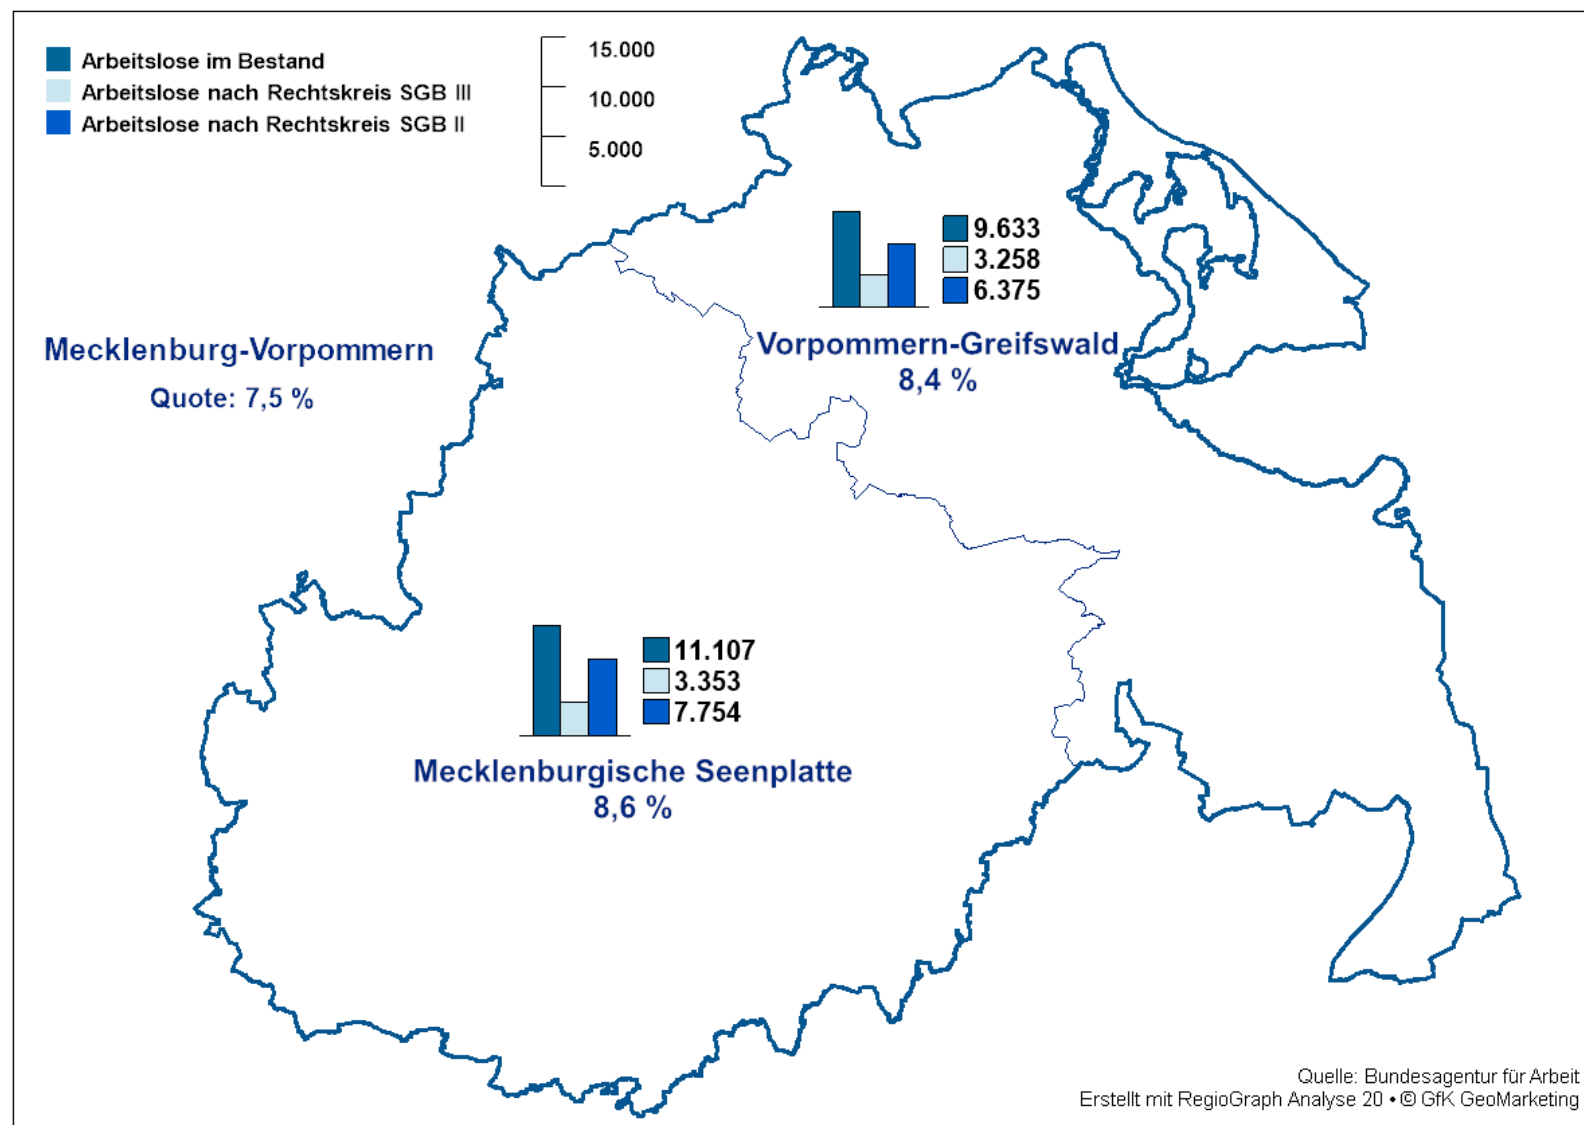 Arbeitslose im Bestand
Arbeitslose nach Rechtskreis SGB III
Arbeitslose nach Rechtskreis SGB II
15.000
10.000
5.000
9.633
3.258
6.375
Vorpommern-Greifswald
8,4 %
Mecklenburg-Vorpommern
Quote: 7,5 %
11.107
3.353
7.754
Mecklenburgische Seenplatte
8,6 %
Quelle: Bundesagentur für Arbeit
Erstellt mit RegioGraph Analyse 20 • © GfK GeoMarketing